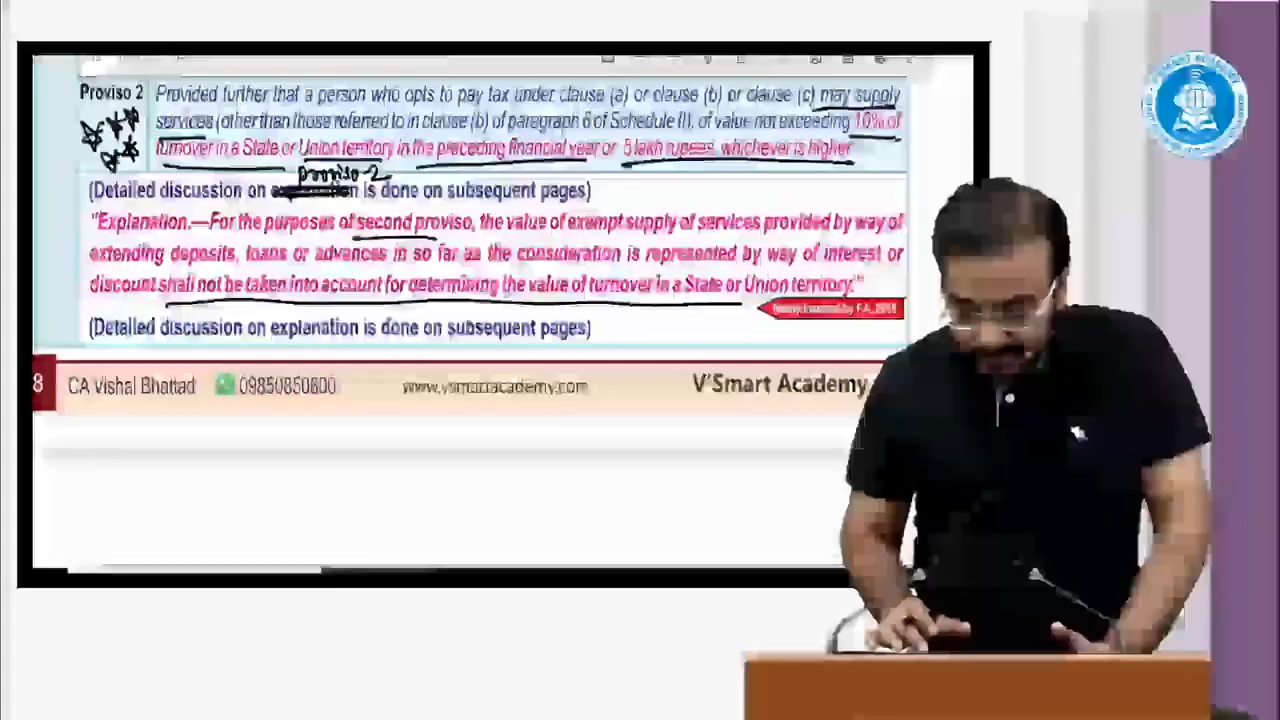 Proviso 2 Provided further that a person who opts to pay tax under clause (a) or clause (b) or clause (c) may supply
services (other than those referred to in clause (b) of paragraph 6 of Schedule II), of value not exceeding 10% of
turnover in a State or Union territory in the preceding financial year or 5 lakh rupees, whichever is higher
proviso-2
(Detailed discussion on is done on subsequent pages)
"Explanation.—For the purposes of second proviso, the value of exempt supply of services provided by way of
extending deposits, loans or advances in so far as the consideration is represented by way of interest or
discount shall not be taken into account for determining the value of turnover in a State or Union territory."
(Detailed discussion on explanation is done on subsequent pages)
8 CA Vishal Bhattad 09850850800 www.vsmartacademy.com V'Smart Academy